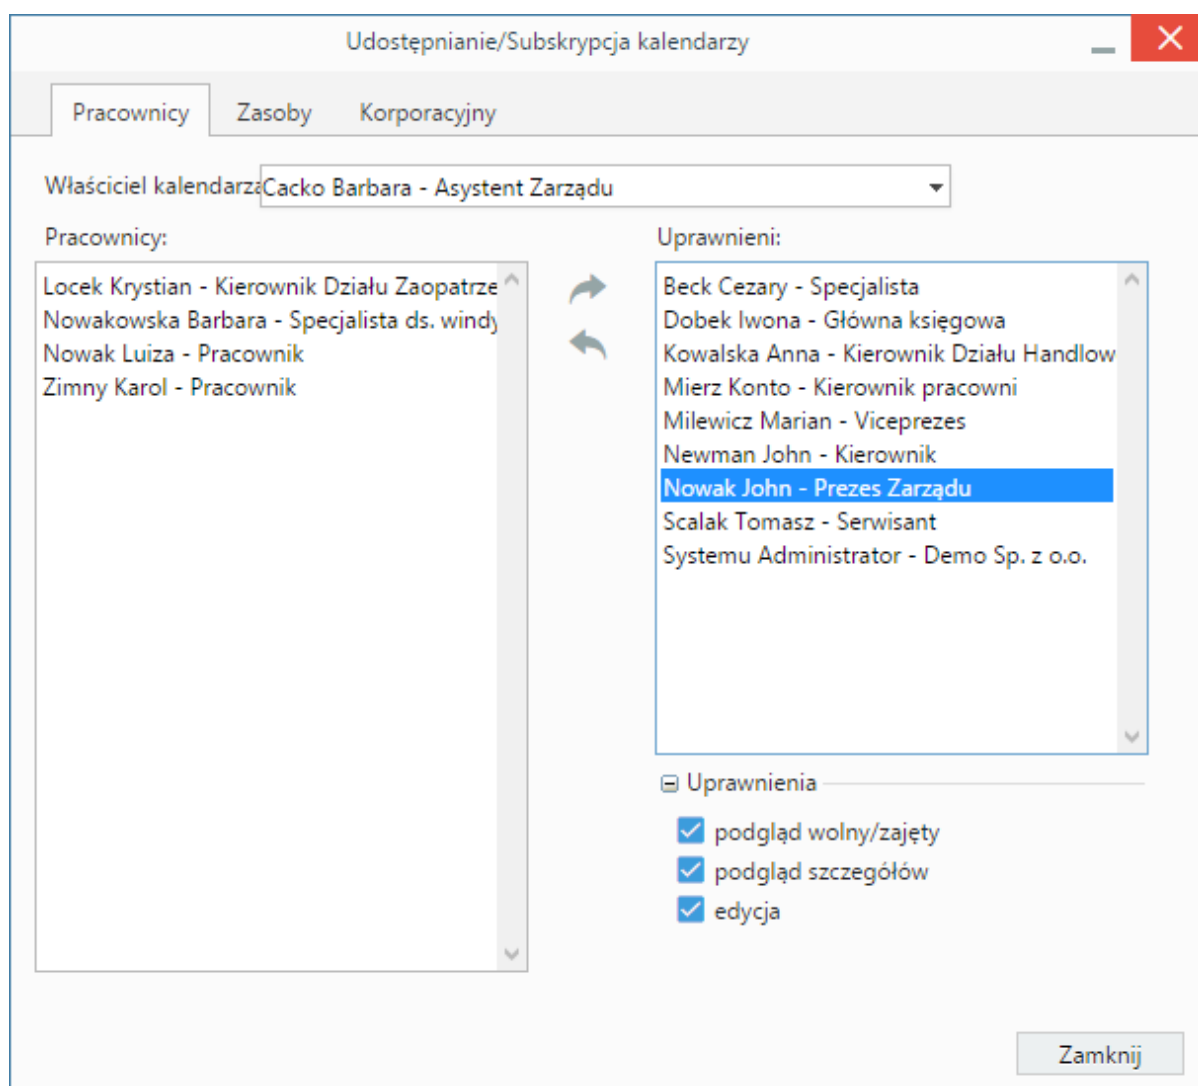 Udostępnianie/Subskrypcja kalendarzy
Pracownicy Zasoby Korporacyjny
Właściciel kalendarza Cacko Barbara - Asystent Zarządu
Pracownicy:
Locek Krystian - Kierownik Działu Zaopatrze
Nowakowska Barbara - Specjalista ds. windy
Nowak Luiza - Pracownik
Zimny Karol - Pracownik
Uprawnieni:
Beck Cezary - Specjalista
Dobek Iwona - Główna księgowa
Kowalska Anna - Kierownik Działu Handlow
Mierz Konto - Kierownik pracowni
Milewicz Marian - Viceprezes
Newman John - Kierownik
Nowak John - Prezes Zarządu
Scalak Tomasz - Serwisant
Systemu Administrator - Demo Sp. z o.o.
Uprawnienia
podgląd wolny/zajęty
podgląd szczegółów
edycja
Zamknij